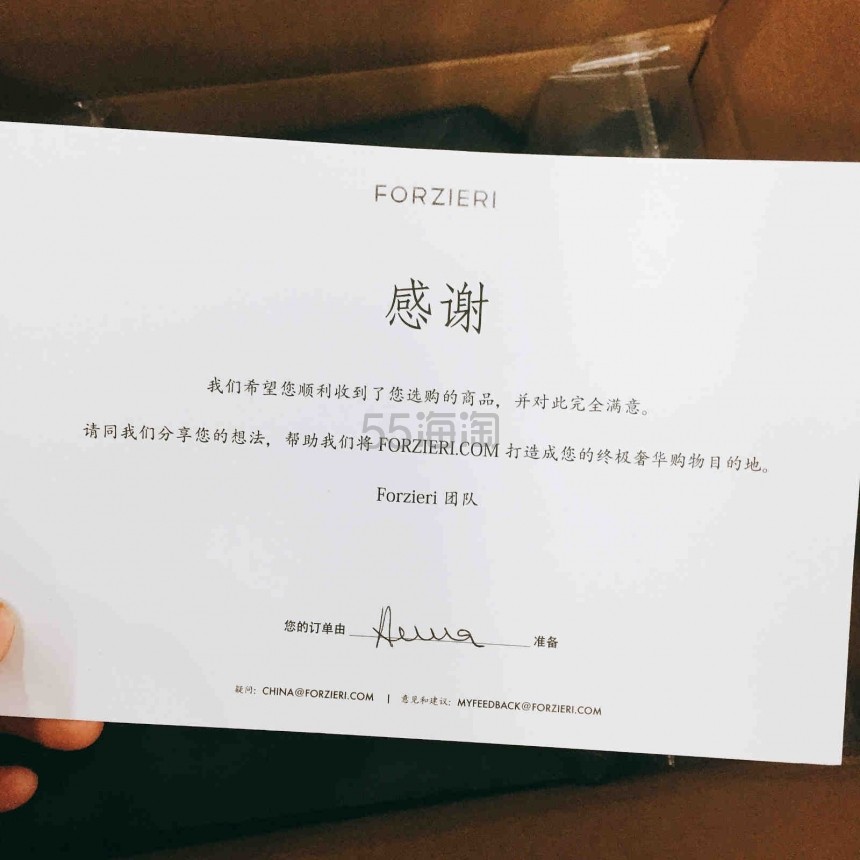 FORZIERI
感谢
我们希望您顺利收到了您选购的商品，并对此完全满意。
请同我们分享您的想法，帮助我们将 FORZIERI.COM 打造成您的终极奢华购物目的地。
55海淘
Forzieri 团队
您的订单由 Anna 准备
疑问: CHINA@FORZIERI.COM | 意见和建议: MYFEEDBACK@FORZIERI.COM